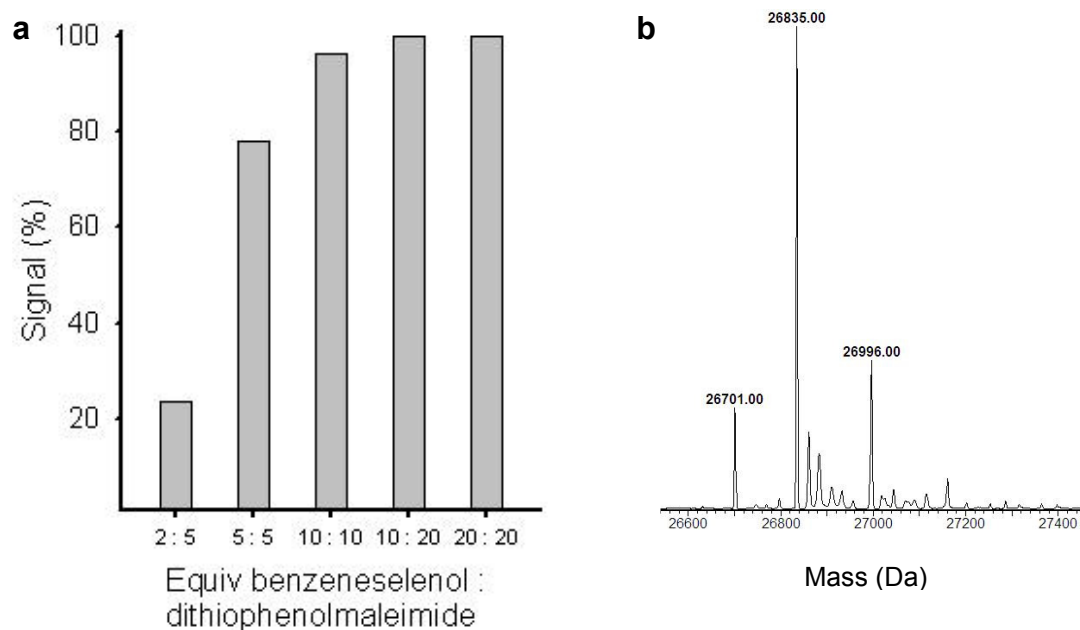 a
100
80
60
40
20
Signal (%)
2 : 5 5 : 5 10 : 10 10 : 20 20 : 20
Equiv benzeneselenol :
dithiophenolmaleimide
b
26835.00
26996.00
26701.00
26600 26800 27000 27200 27400
Mass (Da)